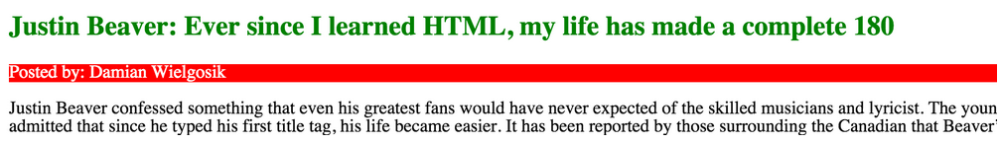 Justin Beaver: Ever since I learned HTML, my life has made a complete 180
Posted by: Damian Wielgosik
Justin Beaver confessed something that even his greatest fans would have never expected of the skilled musicians and lyricist. The
admitted that since he typed his first title tag, his life became easier. It has been reported by those surrounding the Canadian that